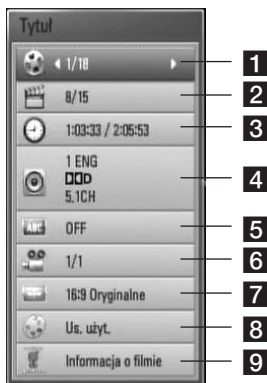 Tytuł
1/18 1
8/15 2
1:03:33 / 2:05:53 3
1 ENG
DD D
5.1CH 4
ABC OFF 5
1/1 6
16:9 Oryginalne 7
Us. użyt. 8
Informacja o filmie 9